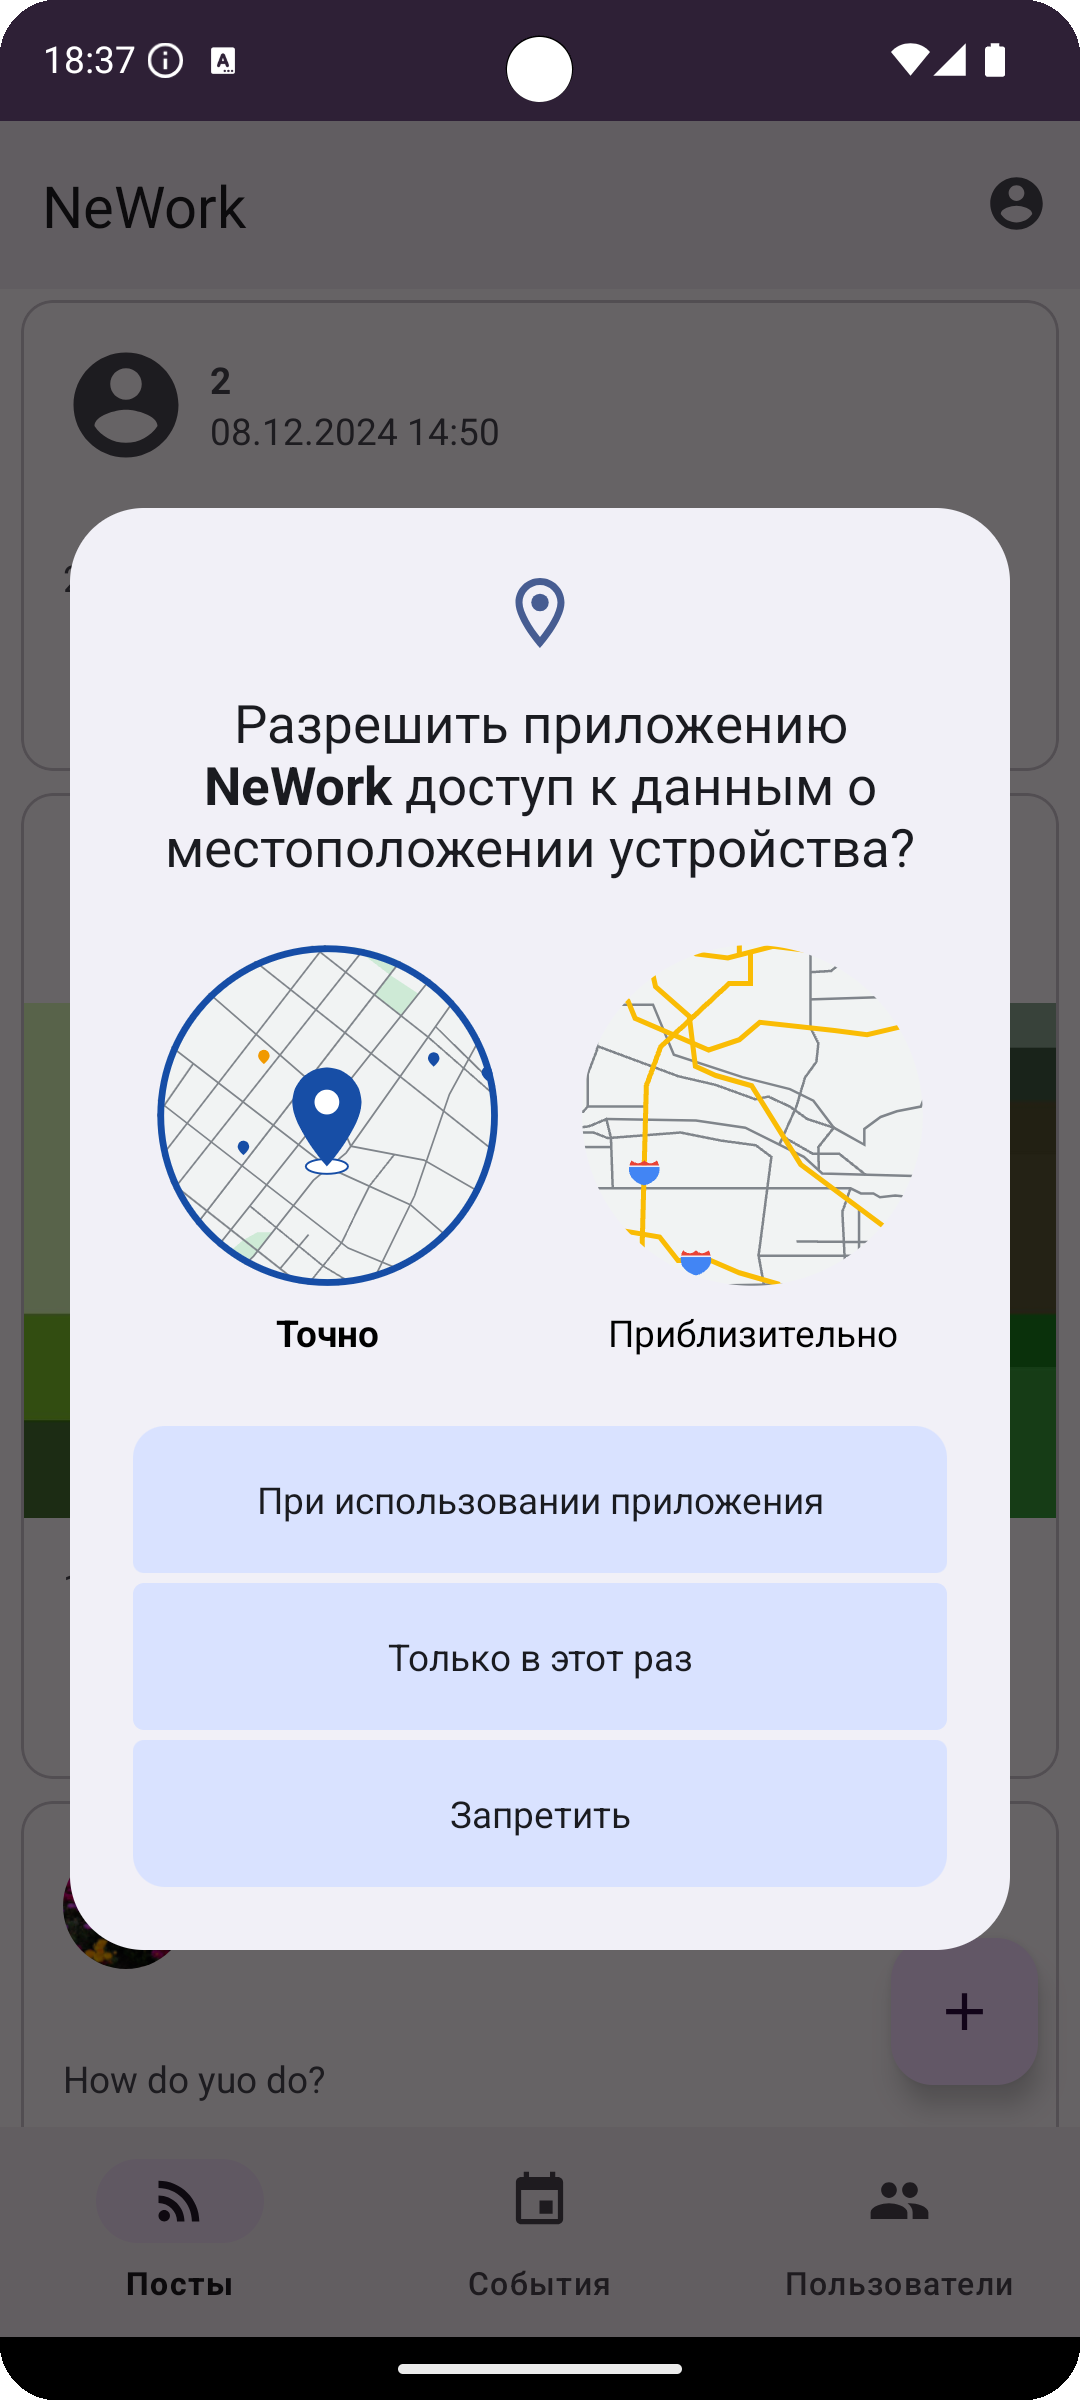 18:37
NeWork
2
08.12.2024 14:50
Разрешить приложению
NeWork доступ к данным о
местоположении устройства?
Точно
Приблизительно
При использовании приложения
Только в этот раз
Запретить
How do yuo do?
Посты
События
Пользователи